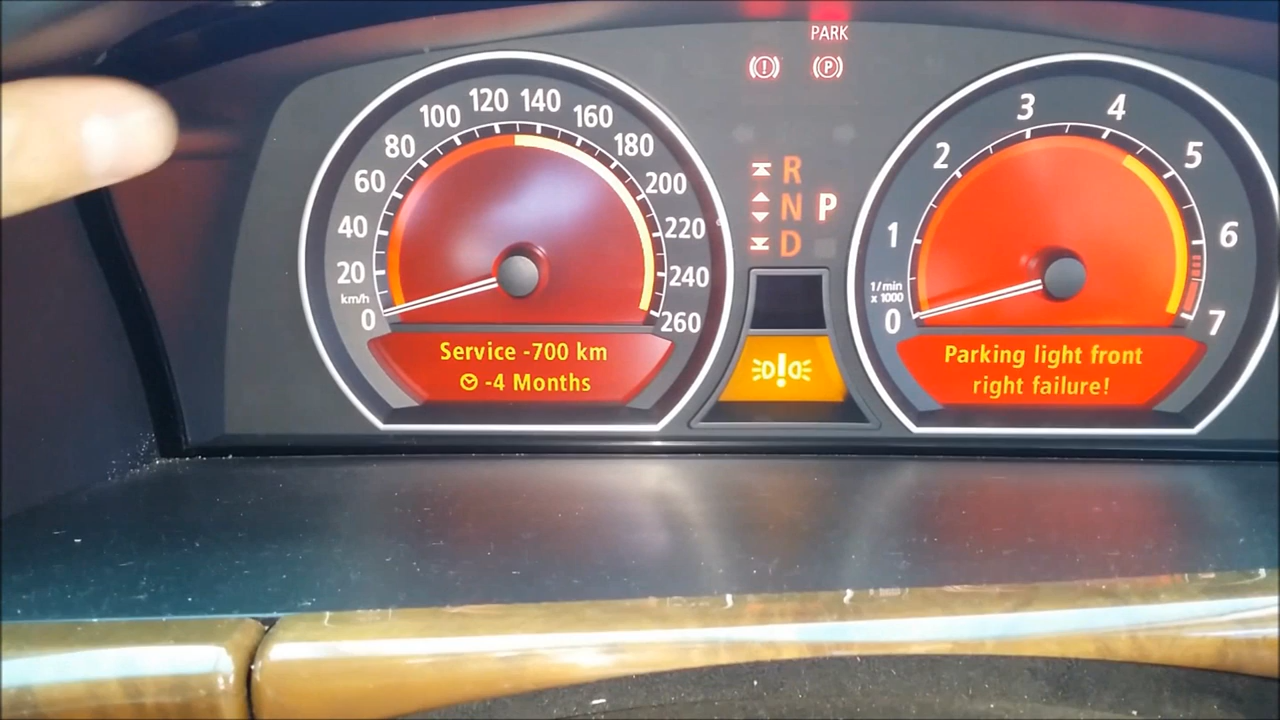 PARK
(!) (P)
20
40
60
80
100
120
140
160
180
200
220
240
260
km/h
0
R
N P
D
1
2
3
4
5
6
7
1/min
x 1000
0
Service -700 km
-4 Months
Parking light front
right failure!